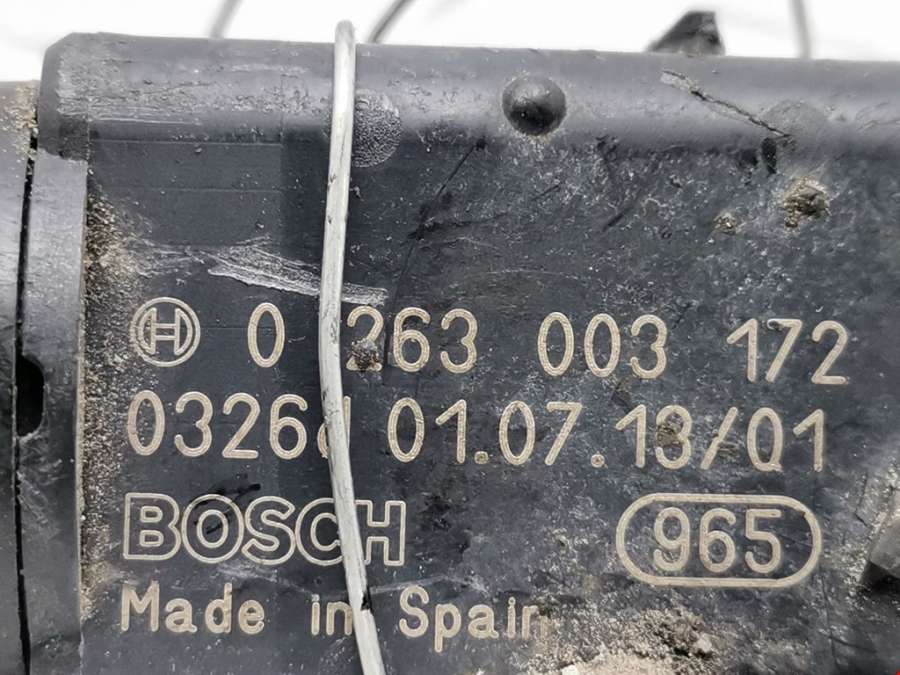 0 263 003 172
01.07.13/01
BOSCH
965
Made in Spain